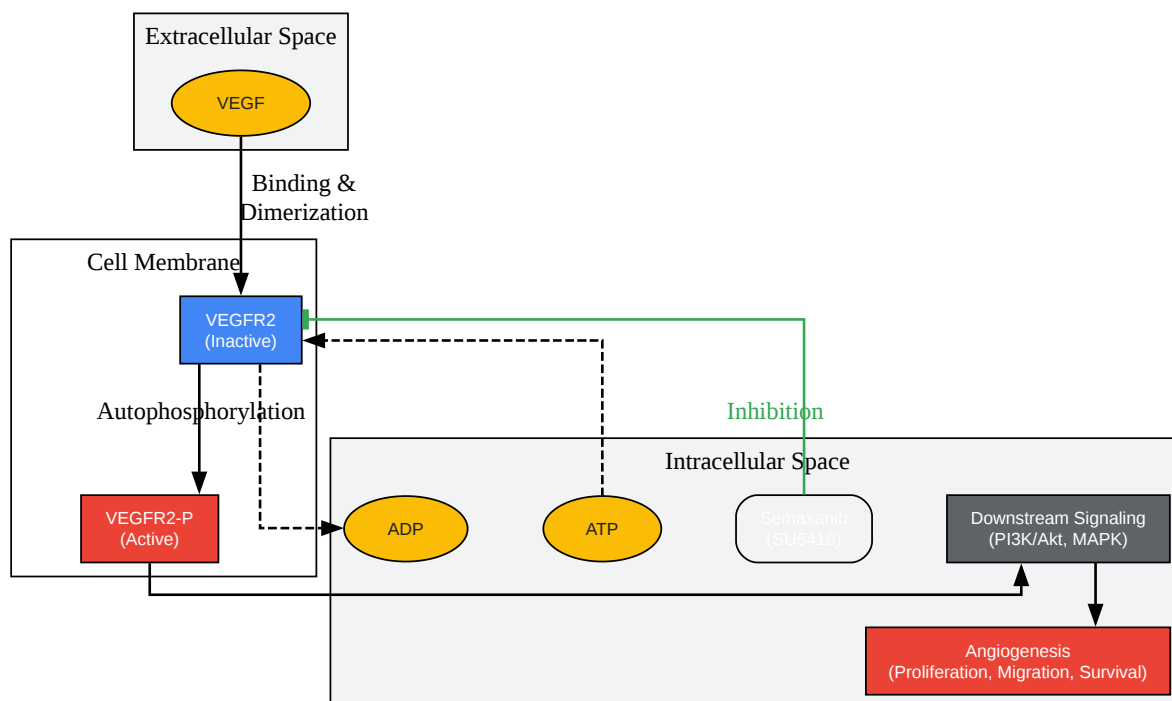 Extracellular Space
VEGF
Binding &
Dimerization
Cell Membrane
VEGFR2
(Inactive)
Autophosphorylation
Inhibition
Intracellular Space
VEGFR2-P
(Active)
ADP
ATP
Semaxanib
(SU5416)
Downstream Signaling
(PI3K/Akt, MAPK)
Angiogenesis
(Proliferation, Migration, Survival)